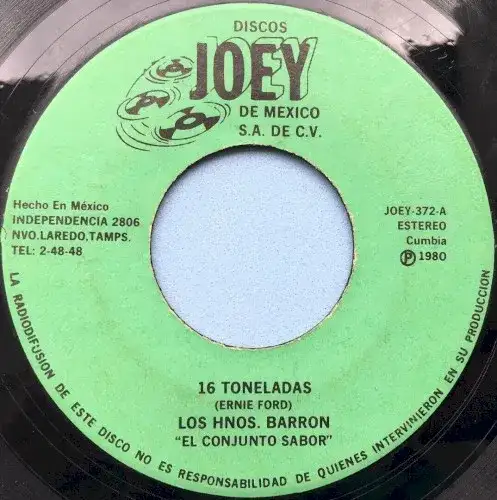 DISCOS
JOEY
DE MEXICO
S.A. DE C.V.
Hecho En México
INDEPENDENCIA 2806
NVO. LAREDO, TAMPS.
TEL: 2-48-48
JOEY-372-A
ESTEREO
Cumbia
Ⓟ 1980
16 TONELADAS
(ERNIE FORD)
LOS HNOS. BARRON
"EL CONJUNTO SABOR"
LA RADIODIFUSION DE ESTE DISCO NO ES RESPONSABILIDAD DE QUIENES INTERVINIERON EN SU PRODUCCION